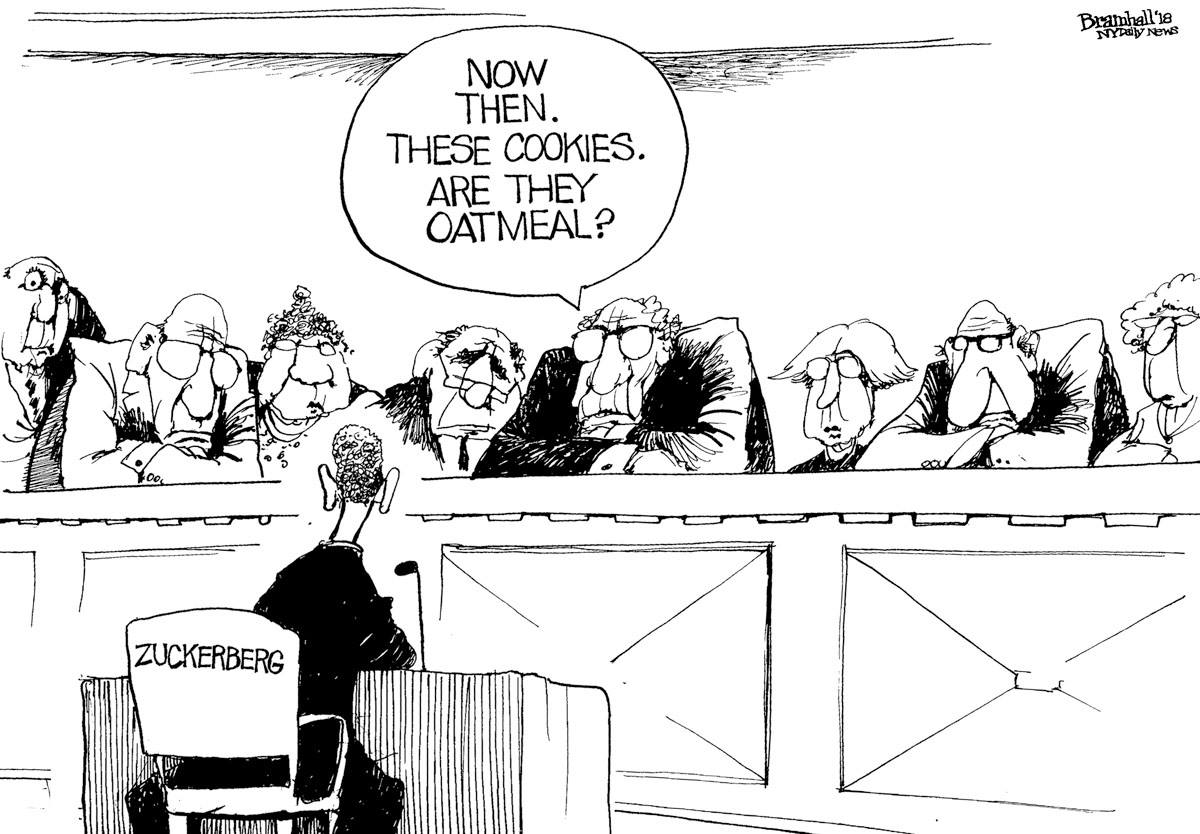 Bramhall '18
NY Daily News
NOW
THEN.
THESE COOKIES.
ARE THEY
OATMEAL?
ZUCKERBERG